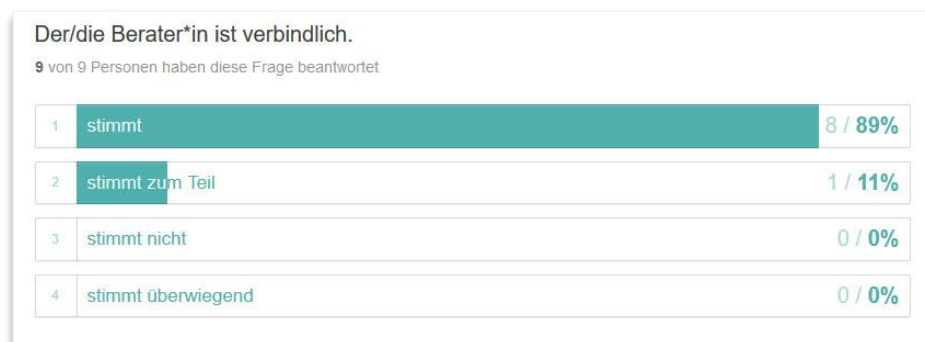 Der/die Berater*in ist verbindlich.
9 von 9 Personen haben diese Frage beantwortet
1 stimmt 8 / 89%
2 stimmt zum Teil 1 / 11%
3 stimmt nicht 0 / 0%
4 stimmt überwiegend 0 / 0%